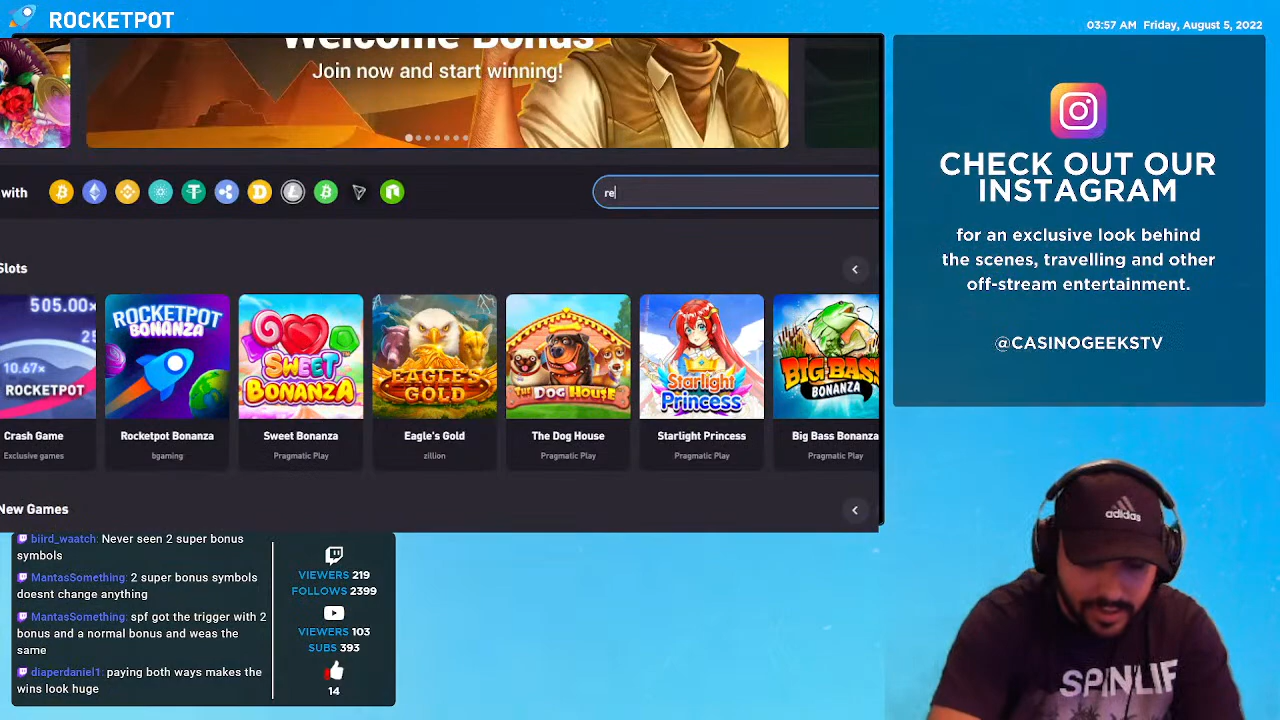 ROCKETPOT
03:57 AM Friday, August 5, 2022
Welcome Bonus
Join now and start winning!
with
re
Slots
505.00x
25
10.67x
ROCKETPOT
ROCKETPOT
BONANZA
SWEET
BONANZA
EAGLES
GOLD
THE DOG HOUSE
Starlight
Princess
BIG BASS
BONANZA
Crash Game
Rocketpot Bonanza
Sweet Bonanza
Eagle's Gold
The Dog House
Starlight Princess
Big Bass Bonanza
Exclusive games
bgaming
Pragmatic Play
zillion
Pragmatic Play
Pragmatic Play
Pragmatic Play
New Games
CHECK OUT OUR
INSTAGRAM
for an exclusive look behind
the scenes, travelling and other
off-stream entertainment.
@CASINOGEEKSTV
biird_waatch: Never seen 2 super bonus
symbols
MantasSomething: 2 super bonus symbols
doesnt change anything
MantasSomething: spf got the trigger with 2
bonus and a normal bonus and weas the
same
diaperdaniel1: paying both ways makes the
wins look huge
VIEWERS 219
FOLLOWS 2399
VIEWERS 103
SUBS 393
14
adidas
SPINLIF